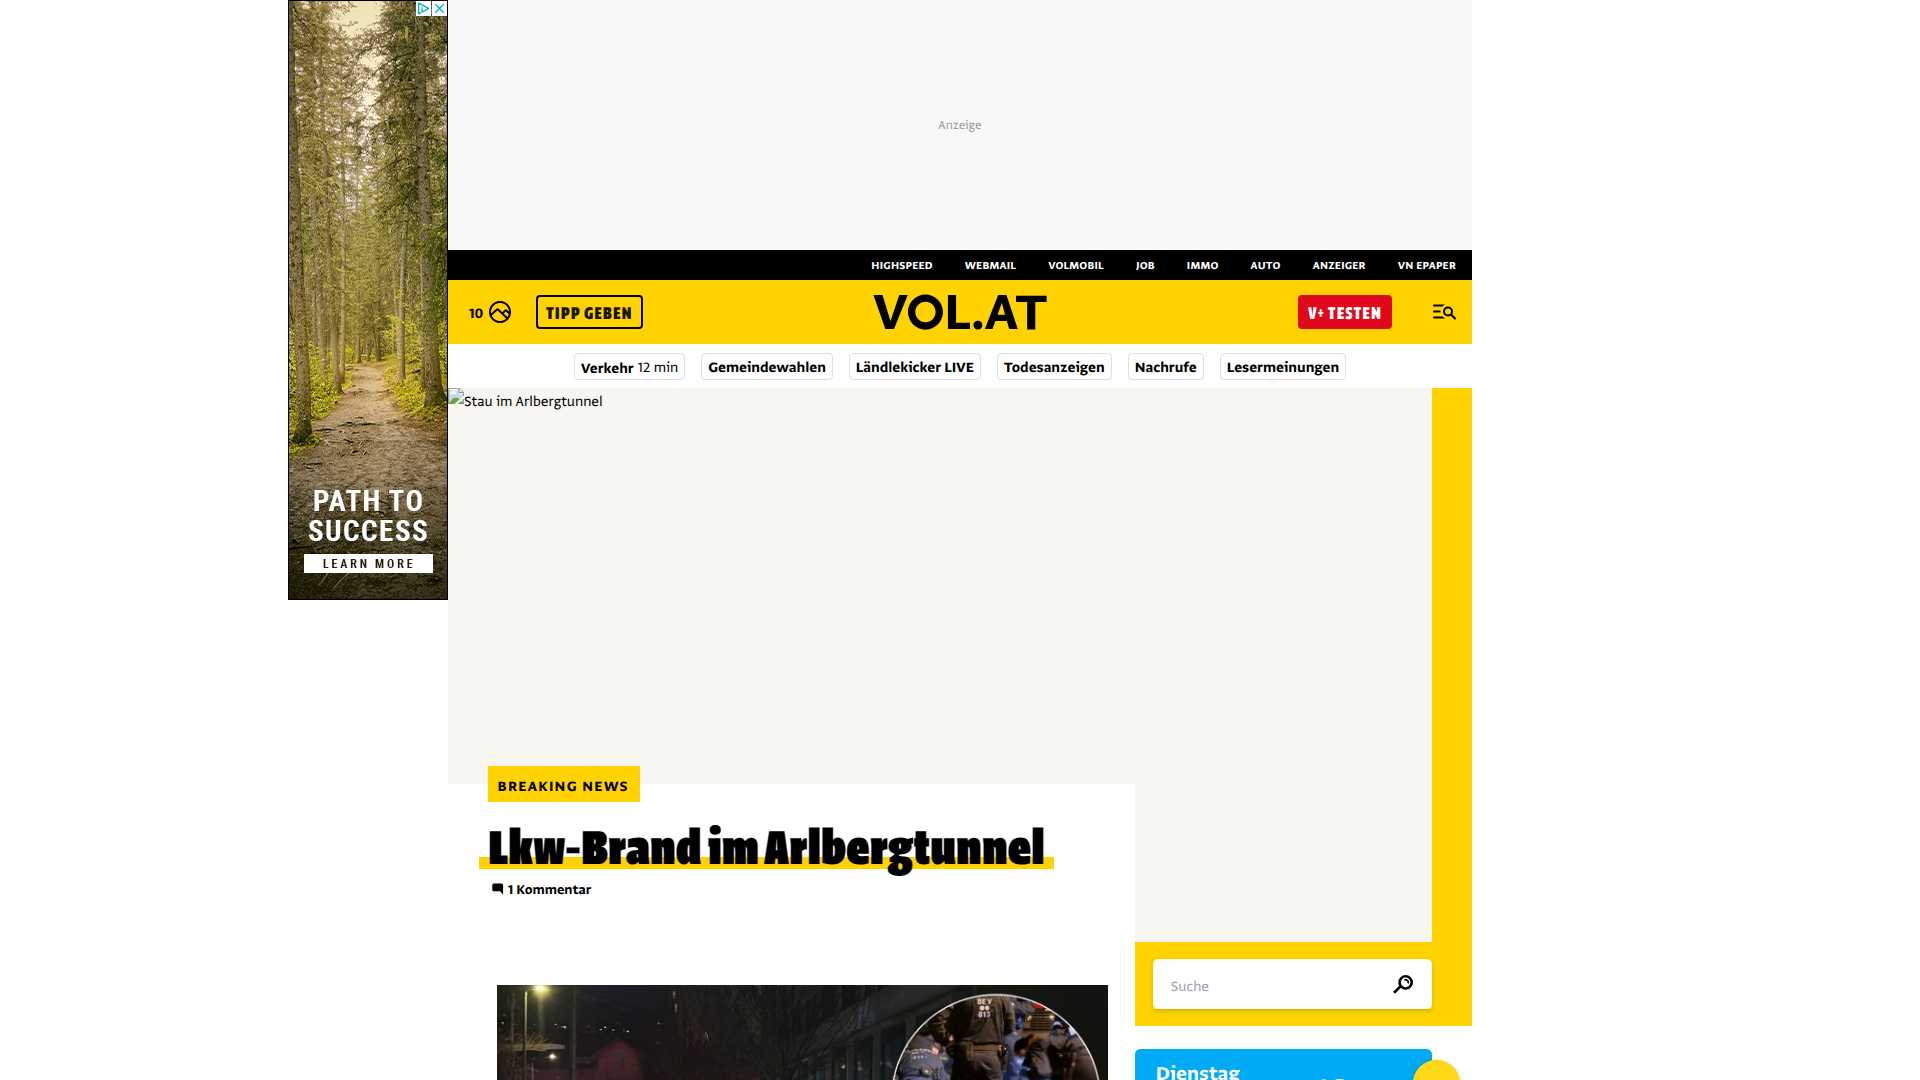 PATH TO
SUCCESS
LEARN MORE
Anzeige
HIGHSPEED WEBMAIL VOLMOBIL JOB IMMO AUTO ANZEIGER VN EPAPER
10 TIPP GEBEN VOL.AT V+ TESTEN
Verkehr 12 min Gemeindewahlen Ländlekicker LIVE Todesanzeigen Nachrufe Lesermeinungen
Stau im Arlbergtunnel
BREAKING NEWS
Lkw-Brand im Arlbergtunnel
1 Kommentar
Suche
BEV
813
Dienstag